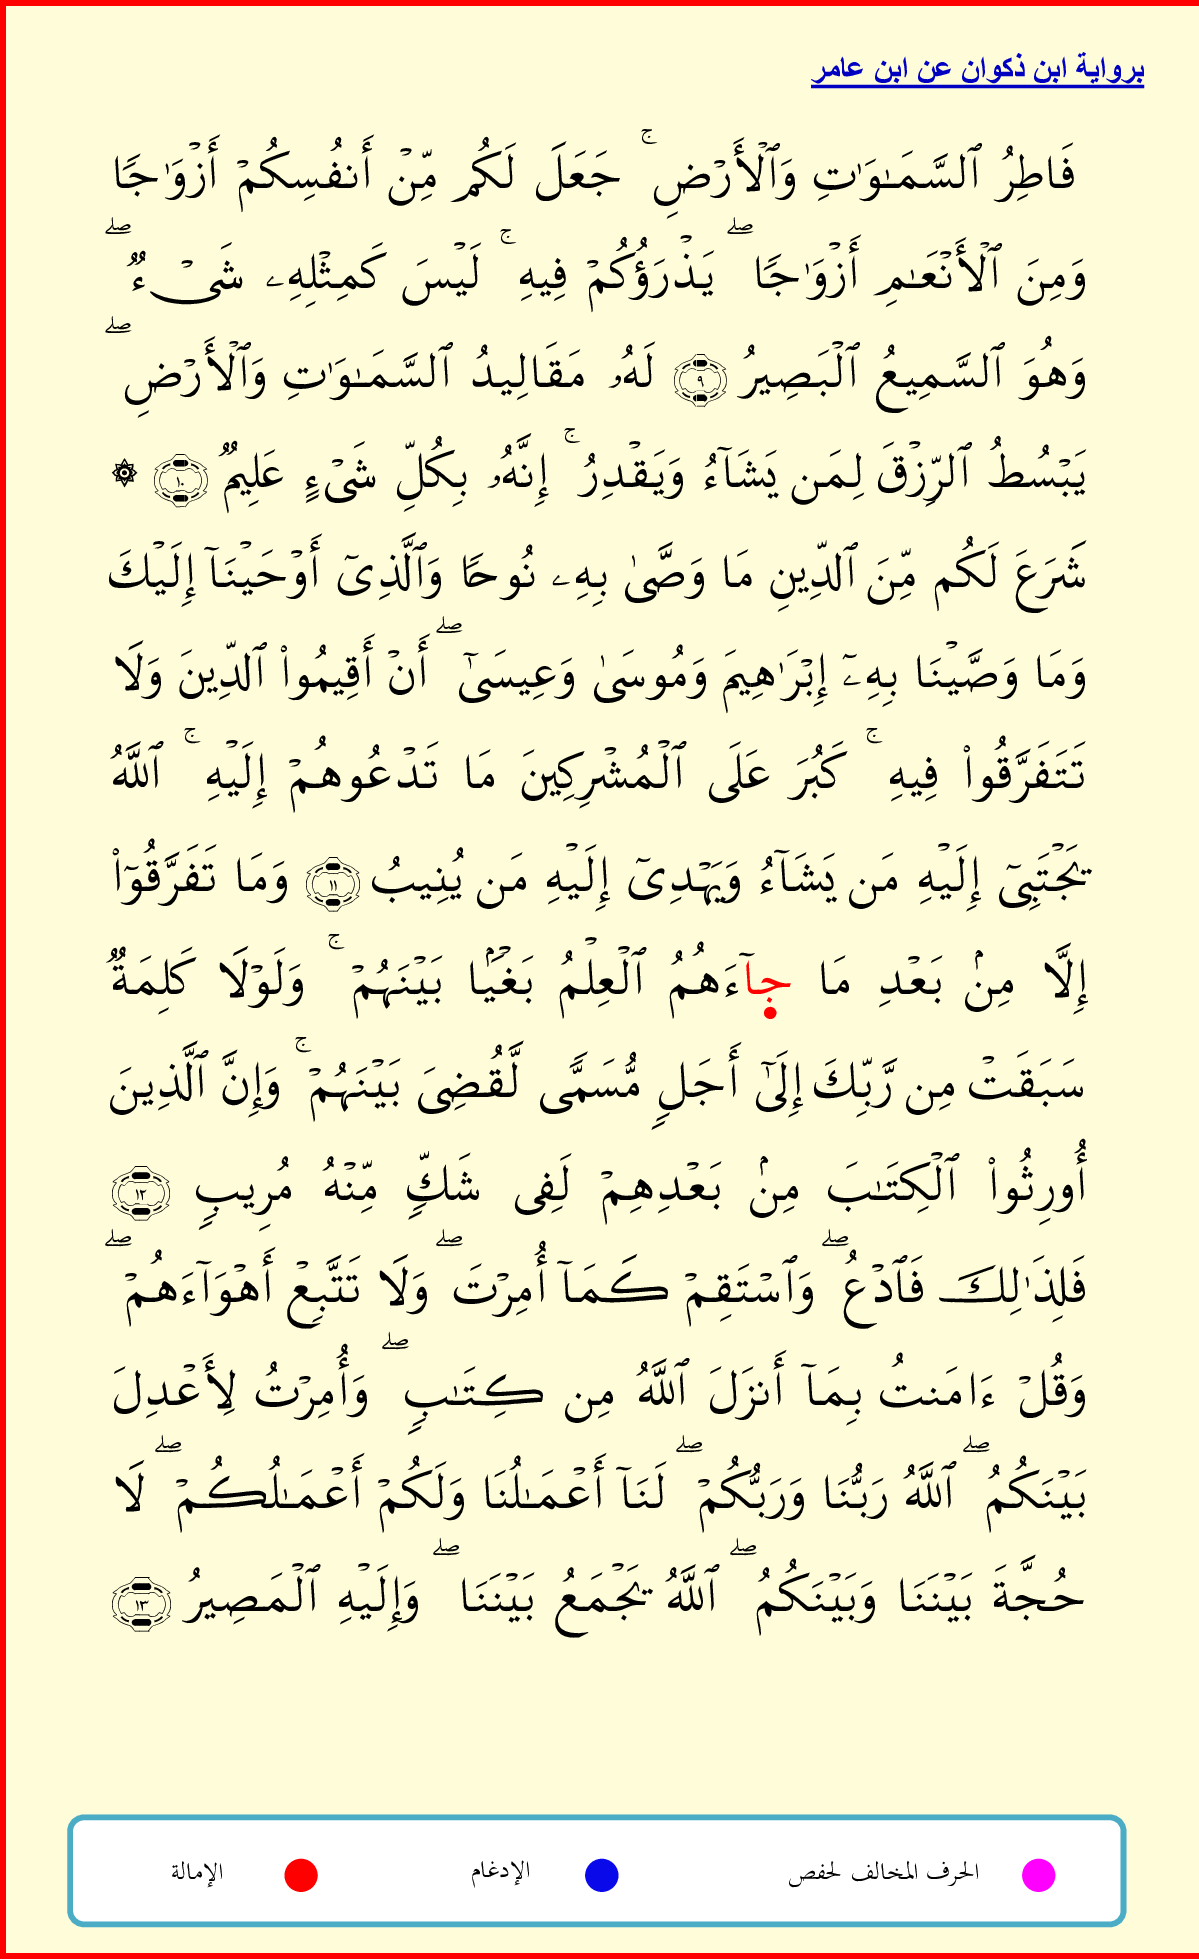 برواية ابن ذكوان عن ابن عامر
فَاطِرُ ٱلسَّمَـٰوَٰتِ وَٱلۡأَرۡضِۚ جَعَلَ لَكُم مِّنۡ أَنفُسِكُمۡ أَزۡوَٰجࣰا
وَمِنَ ٱلۡأَنۡعَـٰمِ أَزۡوَٰجࣰاۖ يَذۡرَؤُكُمۡ فِيهِۚ لَيۡسَ كَمِثۡلِهِۦ شَيۡءࣱۖ
وَهُوَ ٱلسَّمِيعُ ٱلۡبَصِيرُ ٩ لَهُۥ مَقَالِيدُ ٱلسَّمَـٰوَٰتِ وَٱلۡأَرۡضِۖ
يَبۡسُطُ ٱلرِّزۡقَ لِمَن يَشَآءُ وَيَقۡدِرُۚ إِنَّهُۥ بِكُلِّ شَيۡءٍ عَلِيمࣱ ١٠ ۞
شَرَعَ لَكُم مِّنَ ٱلدِّينِ مَا وَصَّىٰ بِهِۦ نُوحࣰا وَٱلَّذِيٓ أَوۡحَيۡنَآ إِلَيۡكَ
وَمَا وَصَّيۡنَا بِهِۦٓ إِبۡرَٰهِيمَ وَمُوسَىٰ وَعِيسَىٰٓۖ أَنۡ أَقِيمُوا۟ ٱلدِّينَ وَلَا
تَتَفَرَّقُوا۟ فِيهِۚ كَبُرَ عَلَى ٱلۡمُشۡرِكِينَ مَا تَدۡعُوهُمۡ إِلَيۡهِۚ ٱللَّهُ
يَجۡتَبِيٓ إِلَيۡهِ مَن يَشَآءُ وَيَهۡدِيٓ إِلَيۡهِ مَن يُنِيبُ ١١ وَمَا تَفَرَّقُوٓا۟
إِلَّا مِنۢ بَعۡدِ مَا جآءَهُمُ ٱلۡعِلۡمُ بَغۡيَۢا بَيۡنَهُمۡۚ وَلَوۡلَا كَلِمَةࣱ
سَبَقَتۡ مِن رَّبِّكَ إِلَىٰٓ أَجَلٍ مُّسَمࣰّى لَّقُضِيَ بَيۡنَهُمۡۚ وَإِنَّ ٱلَّذِينَ
أُورِثُوا۟ ٱلۡكِتَـٰبَ مِنۢ بَعۡدِهِمۡ لَفِي شَكٍّ مِّنۡهُ مُرِيبٍ ١٢
فَلِذَٰلِكَ فَٱدۡعُۖ وَٱسۡتَقِمۡ كَمَآ أُمِرۡتَۖ وَلَا تَتَّبِعۡ أَهۡوَآءَهُمۡۖ
وَقُلۡ ءَامَنتُ بِمَآ أَنزَلَ ٱللَّهُ مِن كِتَـٰبٍۖ وَأُمِرۡتُ لِأَعۡدِلَ
بَيۡنَكُمُۖ ٱللَّهُ رَبُّنَا وَرَبُّكُمۡۖ لَنَآ أَعۡمَـٰلُنَا وَلَكُمۡ أَعۡمَـٰلُكُمۡۖ لَا
حُجَّةَ بَيۡنَنَا وَبَيۡنَكُمُۖ ٱللَّهُ يَجۡمَعُ بَيۡنَنَاۖ وَإِلَيۡهِ ٱلۡمَصِيرُ ١٣
الحرف المخالف لحفص الإدغام الإمالة